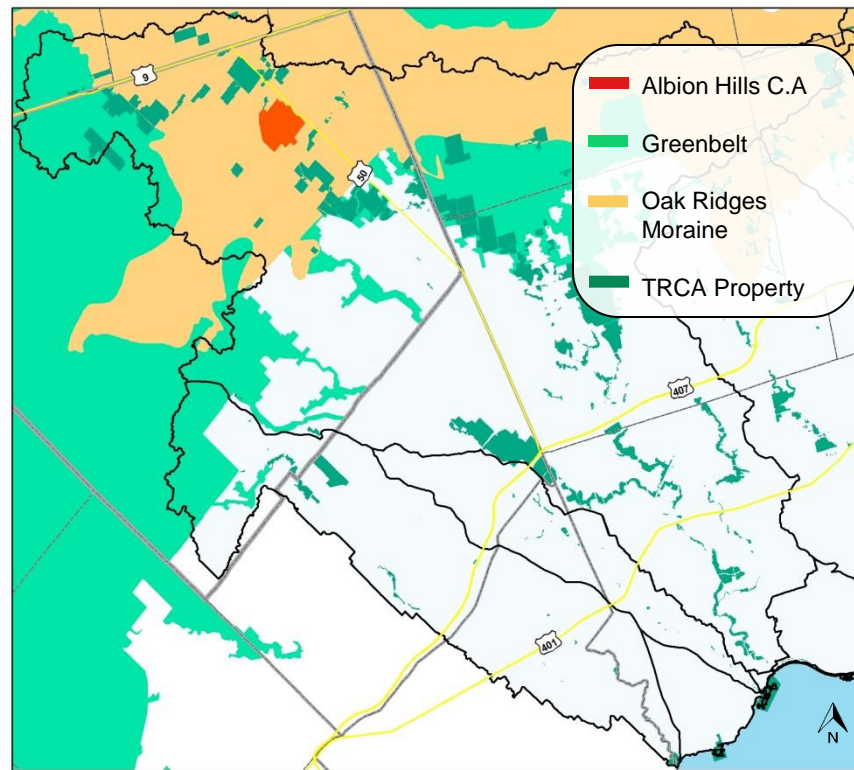 9
Albion Hills C.A
Greenbelt
50
Oak Ridges
Moraine
TRCA Property
407
401
N